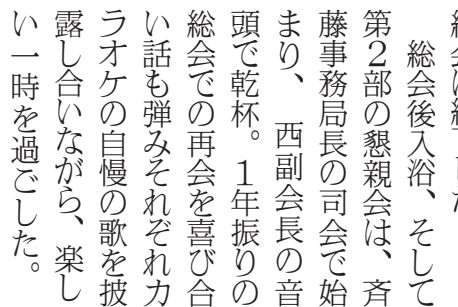 総会後入浴、そして
第２部の懇親会は、斉
藤事務局長の司会で始
まり、西副会長の音
頭で乾杯。１年振りの
総会での再会を喜び合
い話も弾みそれぞれカ
ラオケの自慢の歌を披
露し合いながら、楽し
い一時を過ごした。